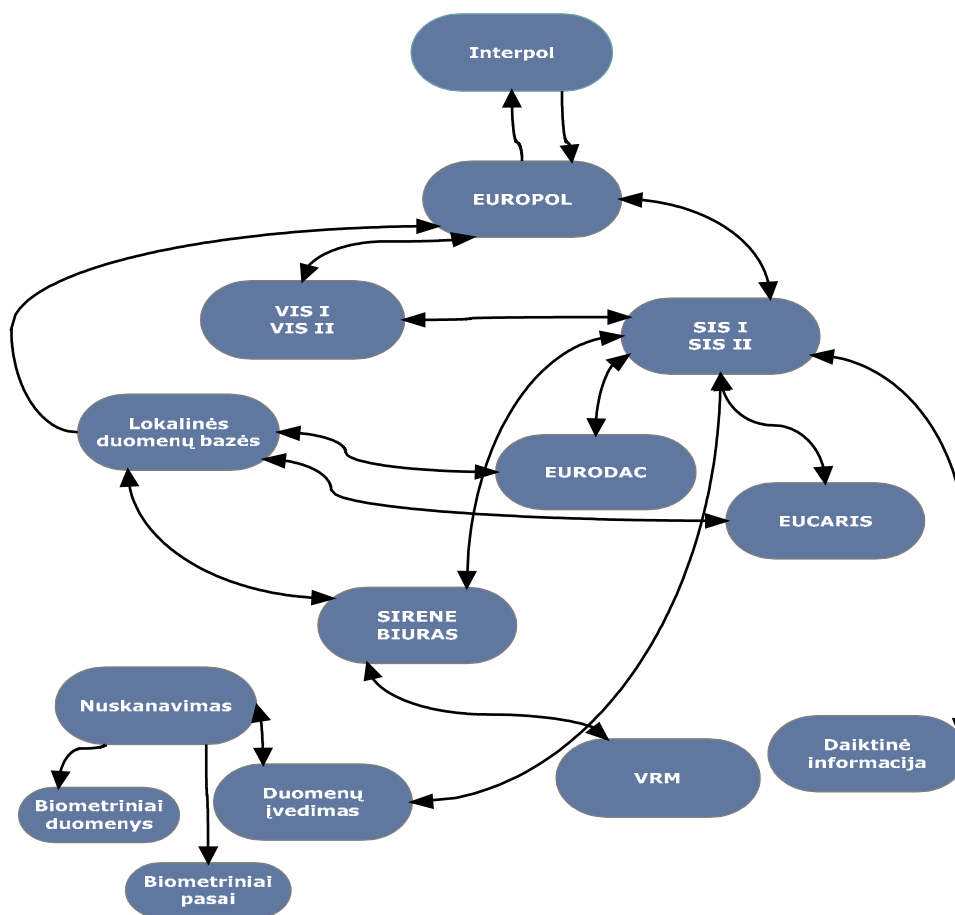 Interpol
EUROPOL
VIS I
VIS II
SIS I
SIS II
Lokalinės
duomenų bazės
EURODAC
EUCARIS
SIRENE
BIURAS
Nuskanavimas
Daiktinė
informacija
VRM
Duomenų
įvedimas
Biometriniai
duomenys
Biometriniai
pasai